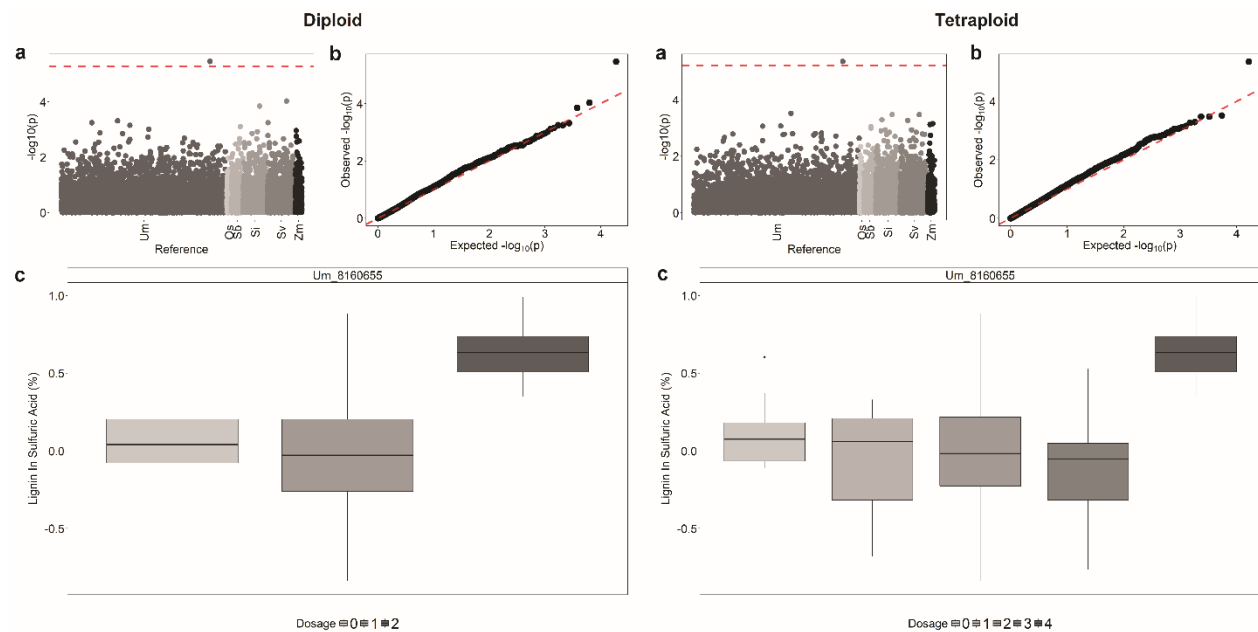 Diploid
Tetraploid
a
-log10(p)
4
2
0
Um
Os
Sb
Si
Sv
Zm
Reference
b
Observed -log₁₀(p)
4
2
0
0
1
2
3
4
Expected -log₁₀(p)
a
-log10(p)
4
2
0
Um
Os
Sb
Si
Sv
Zm
Reference
b
Observed -log₁₀(p)
4
2
0
0
1
2
3
4
Expected -log₁₀(p)
c
Um_8160655
Lignin In Sulfuric Acid (%)
1.0
0.5
0.0
-0.5
Dosage 0 1 2
c
Um_8160655
Lignin In Sulfuric Acid (%)
1.0
0.5
0.0
-0.5
Dosage 0 1 2 3 4